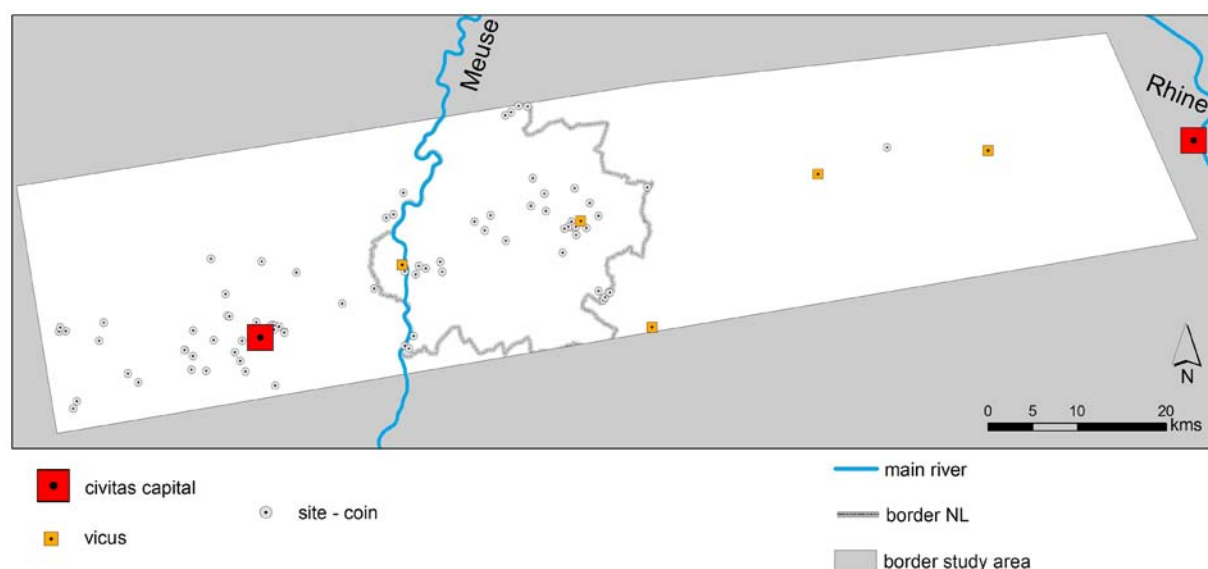 Meuse
Rhine
N
0 5 10 20
kms
civitas capital
vicus
site - coin
main river
border NL
border study area